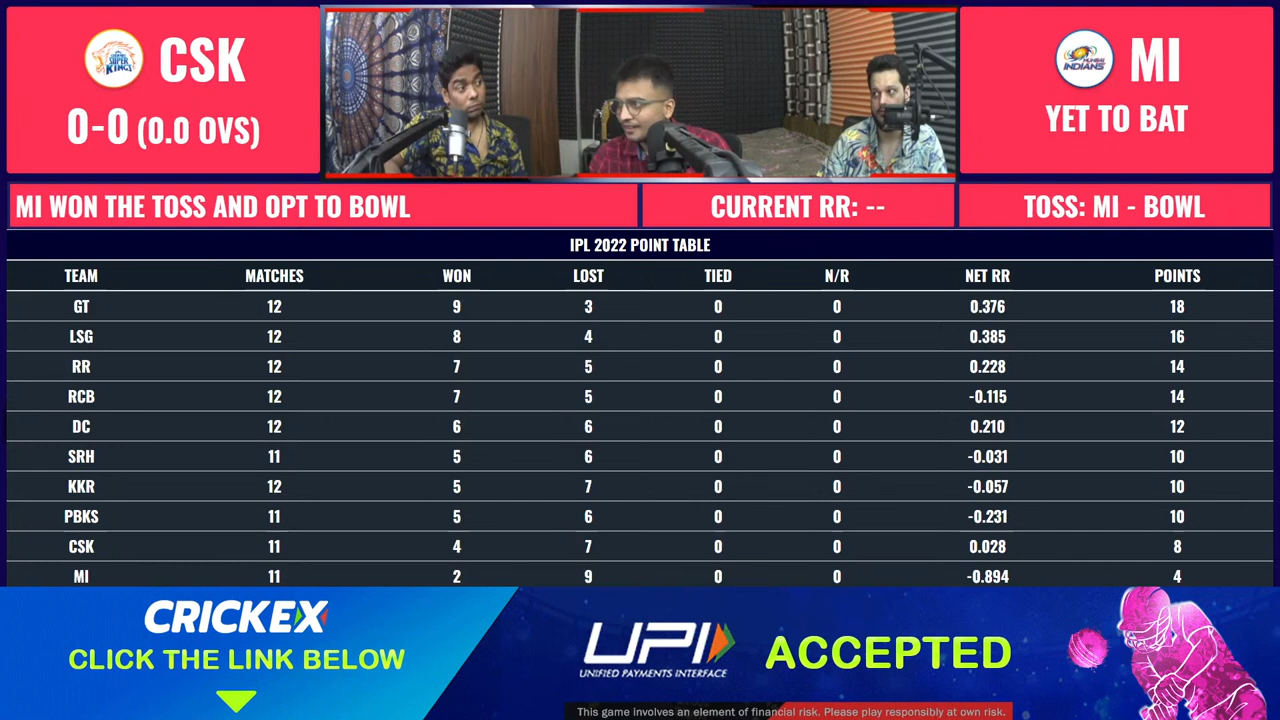 CSK
0-0 (0.0 OVS)
MI
YET TO BAT
MI WON THE TOSS AND OPT TO BOWL
CURRENT RR: --
TOSS: MI - BOWL
IPL 2022 POINT TABLE
TEAM MATCHES WON LOST TIED N/R NET RR POINTS
GT 12 9 3 0 0 0.376 18
LSG 12 8 4 0 0 0.385 16
RR 12 7 5 0 0 0.228 14
RCB 12 7 5 0 0 -0.115 14
DC 12 6 6 0 0 0.210 12
SRH 11 5 6 0 0 -0.031 10
KKR 12 5 7 0 0 -0.057 10
PBKS 11 5 6 0 0 -0.231 10
CSK 11 4 7 0 0 0.028 8
MI 11 2 9 0 0 -0.894 4
CRICKEX
CLICK THE LINK BELOW
UPI
UNIFIED PAYMENTS INTERFACE
ACCEPTED
This game involves an element of financial risk. Please play responsibly at own risk.